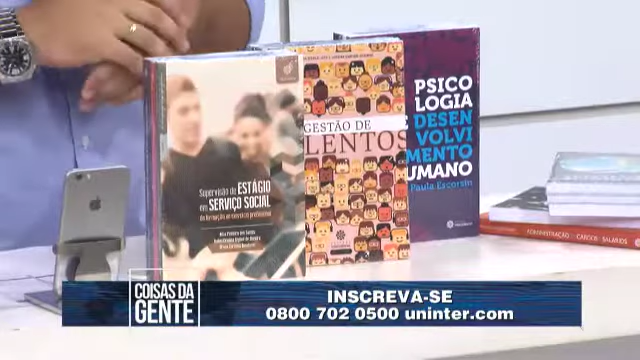 Supervisão de ESTÁGIO
em SERVIÇO SOCIAL
GESTÃO DE
LENTOS
PSICO
LOGIA
DESEN
VOLVI
MENTO
UMANO
Paula Escorsin
ADMINISTRAÇÃO CARGOS SALÁRIOS
COISAS DA
GENTE
INSCREVA-SE
0800 702 0500 uninter.com